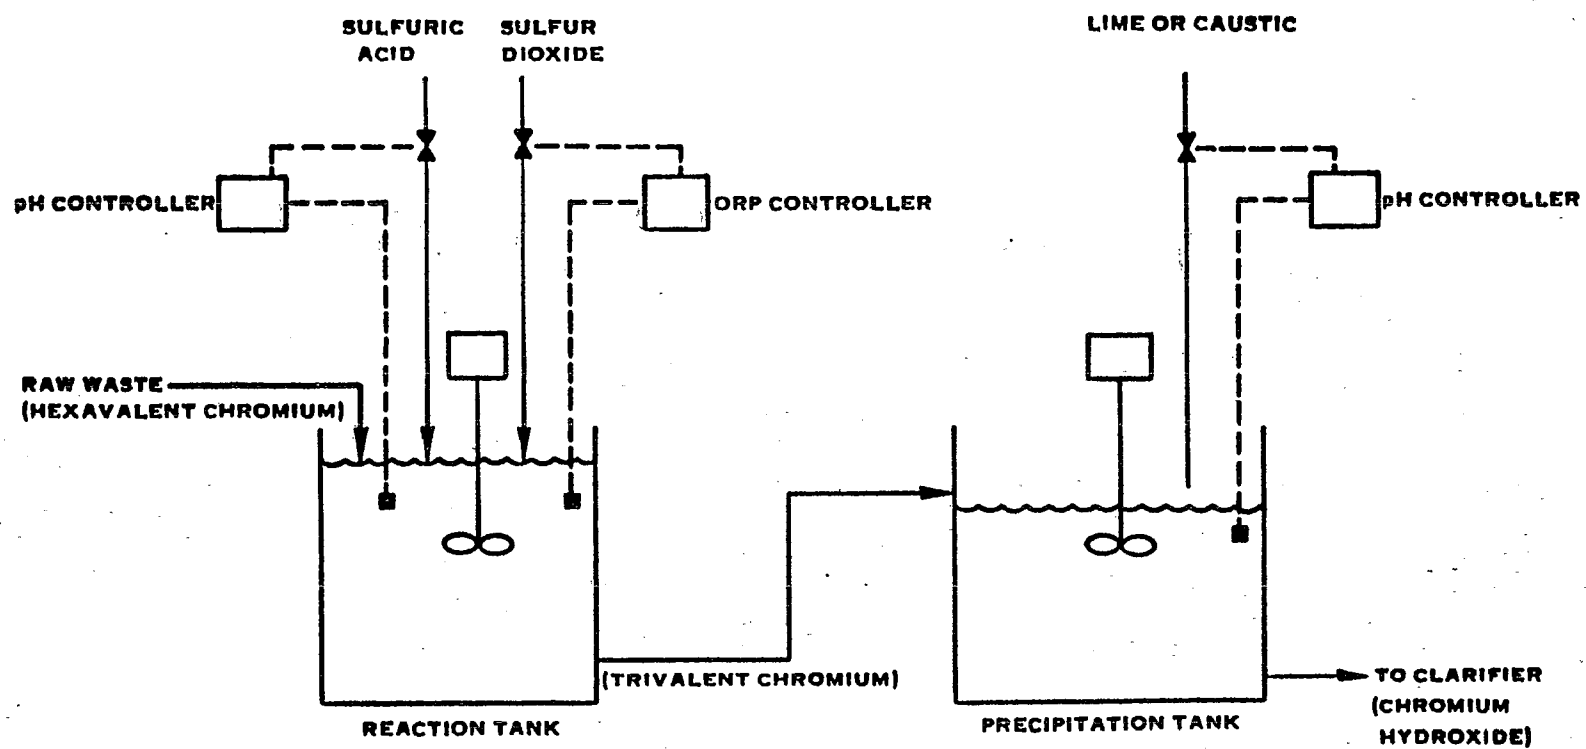 SULFURIC
ACID
SULFUR
DIOXIDE
LIME OR CAUSTIC
pH CONTROLLER
ORP CONTROLLER
pH CONTROLLER
RAW WASTE
(HEXAVALENT CHROMIUM)
(TRIVALENT CHROMIUM)
TO CLARIFIER
(CHROMIUM
HYDROXIDE)
REACTION TANK
PRECIPITATION TANK